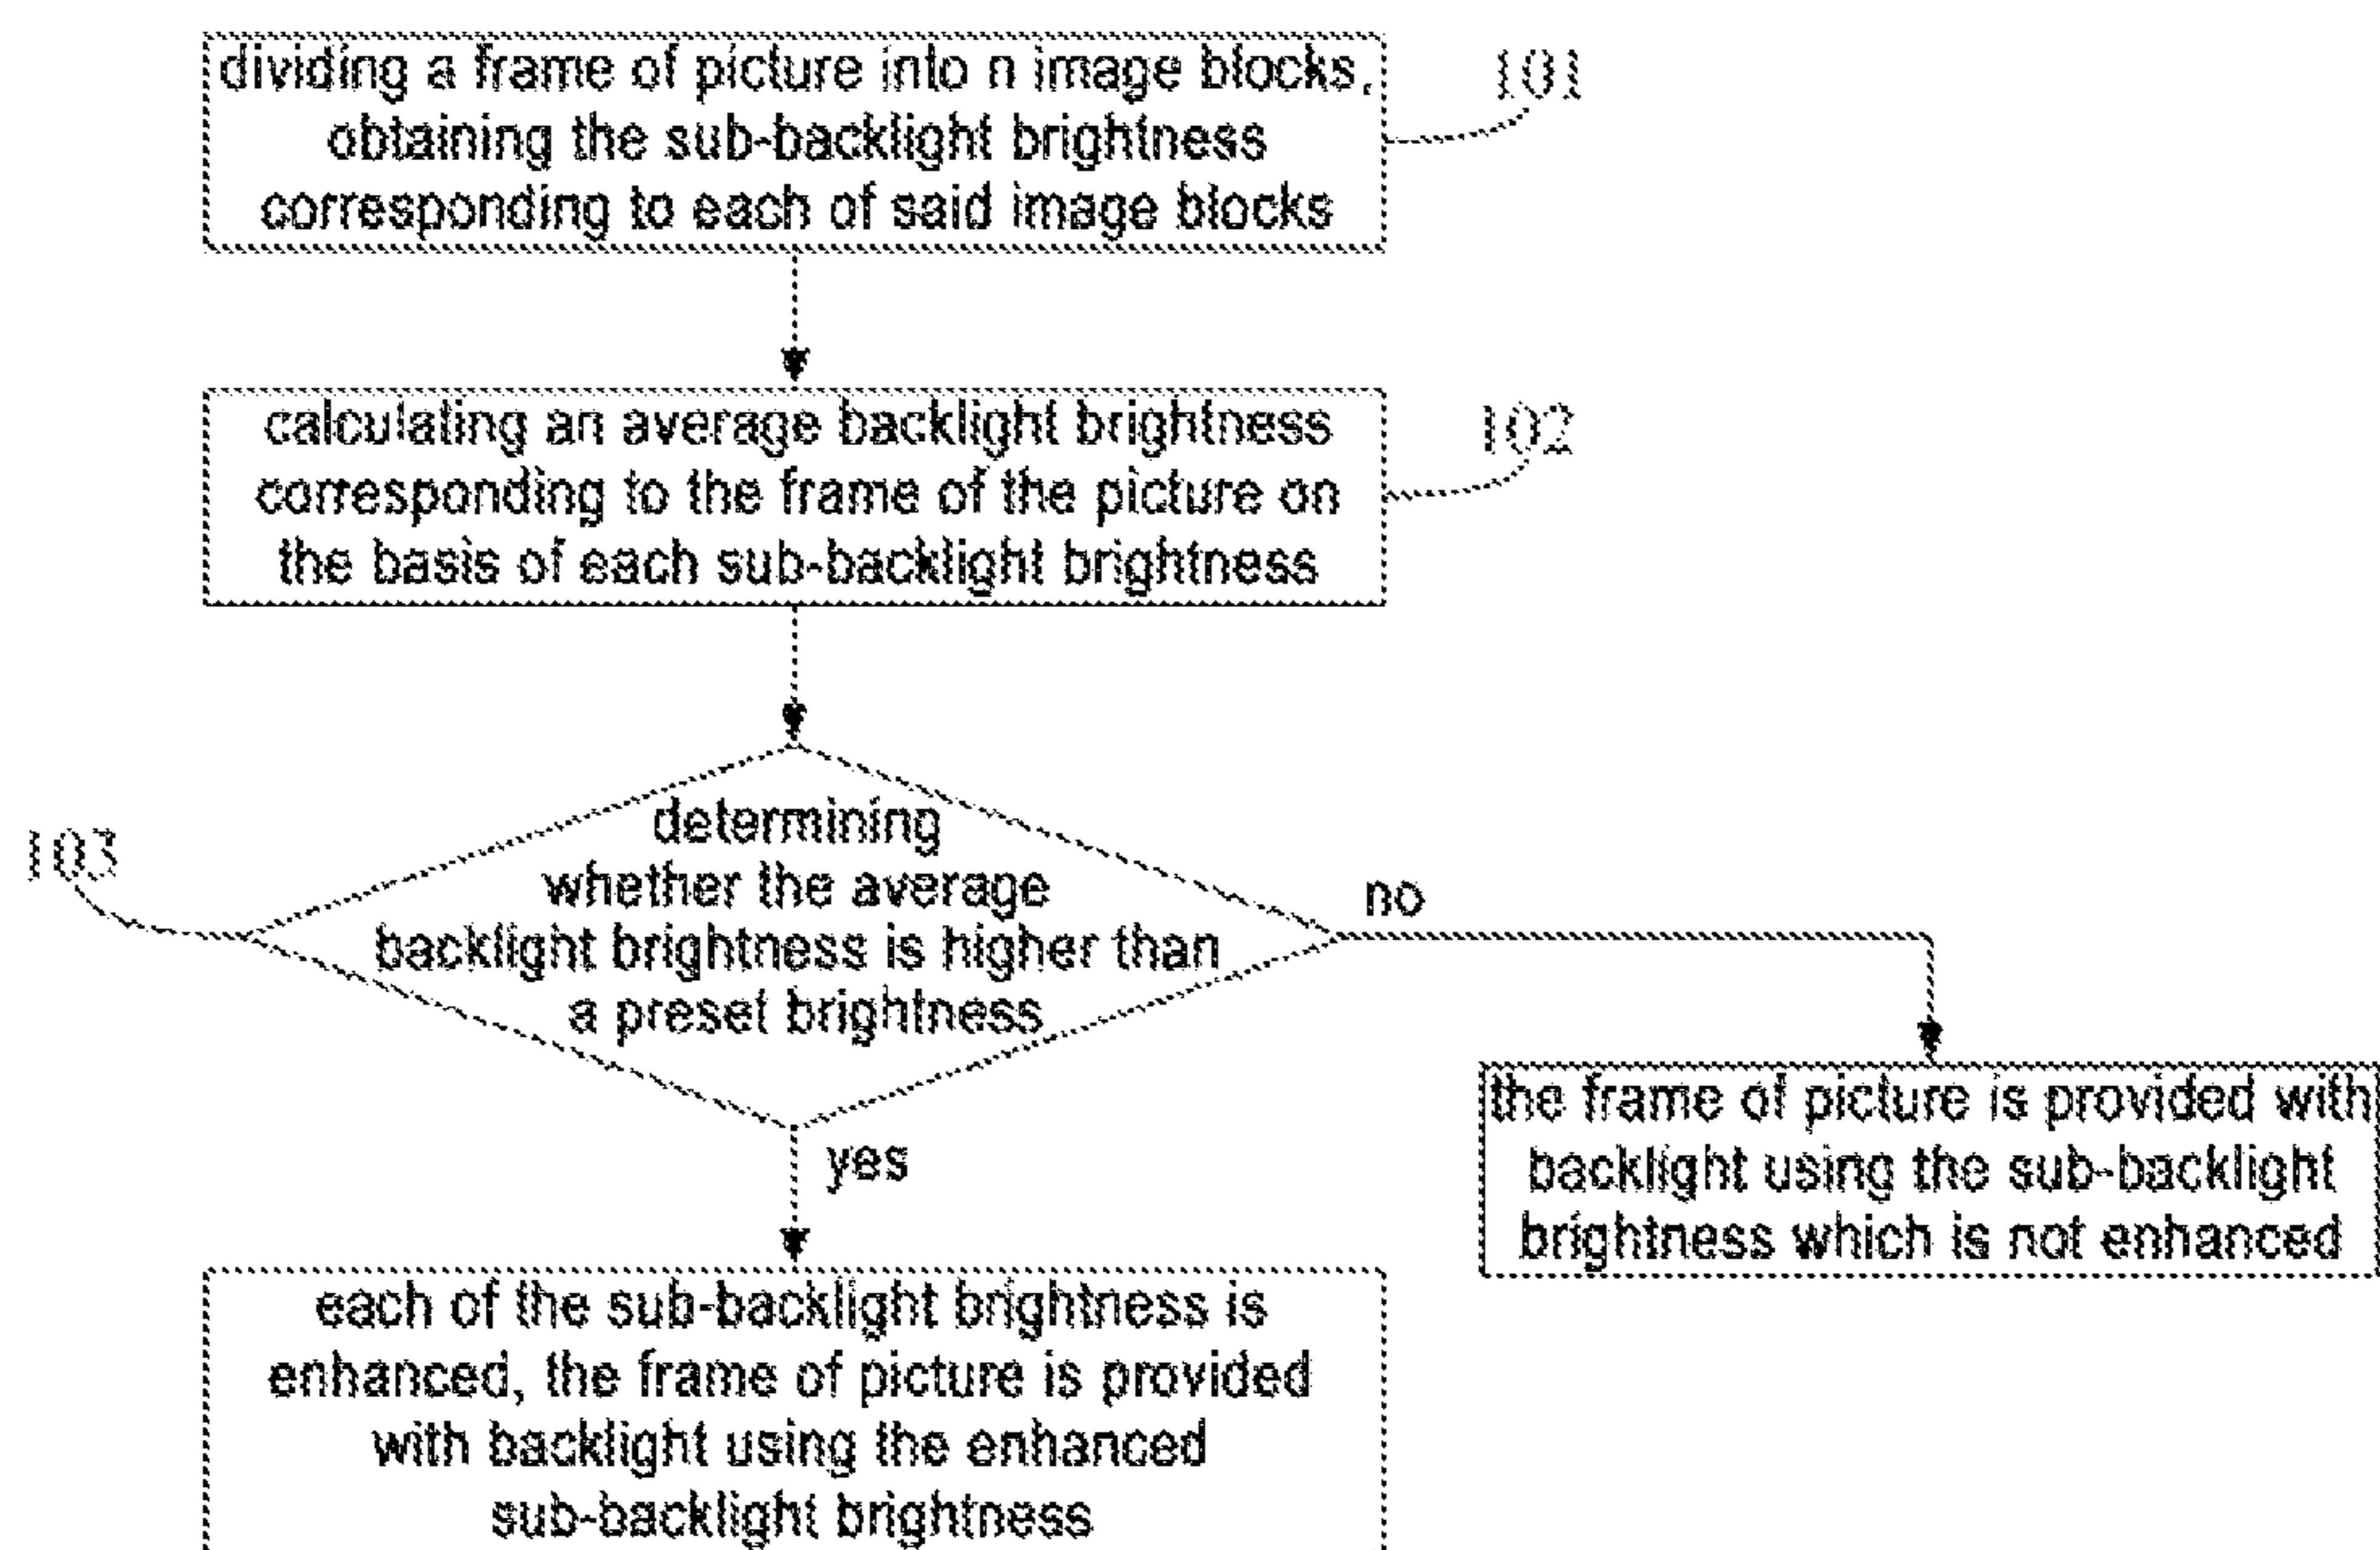 dividing a frame of picture into n image blocks,
obtaining the sub-backlight brightness
corresponding to each of said image blocks
101
calculating an average backlight brightness
corresponding to the frame of the picture on
the basis of each sub-backlight brightness
102
determining
whether the average
backlight brightness is higher than
a preset brightness
103
no
yes
the frame of picture is provided with
backlight using the sub-backlight
brightness which is not enhanced
each of the sub-backlight brightness is
enhanced, the frame of picture is provided
with backlight using the enhanced
sub-backlight brightness